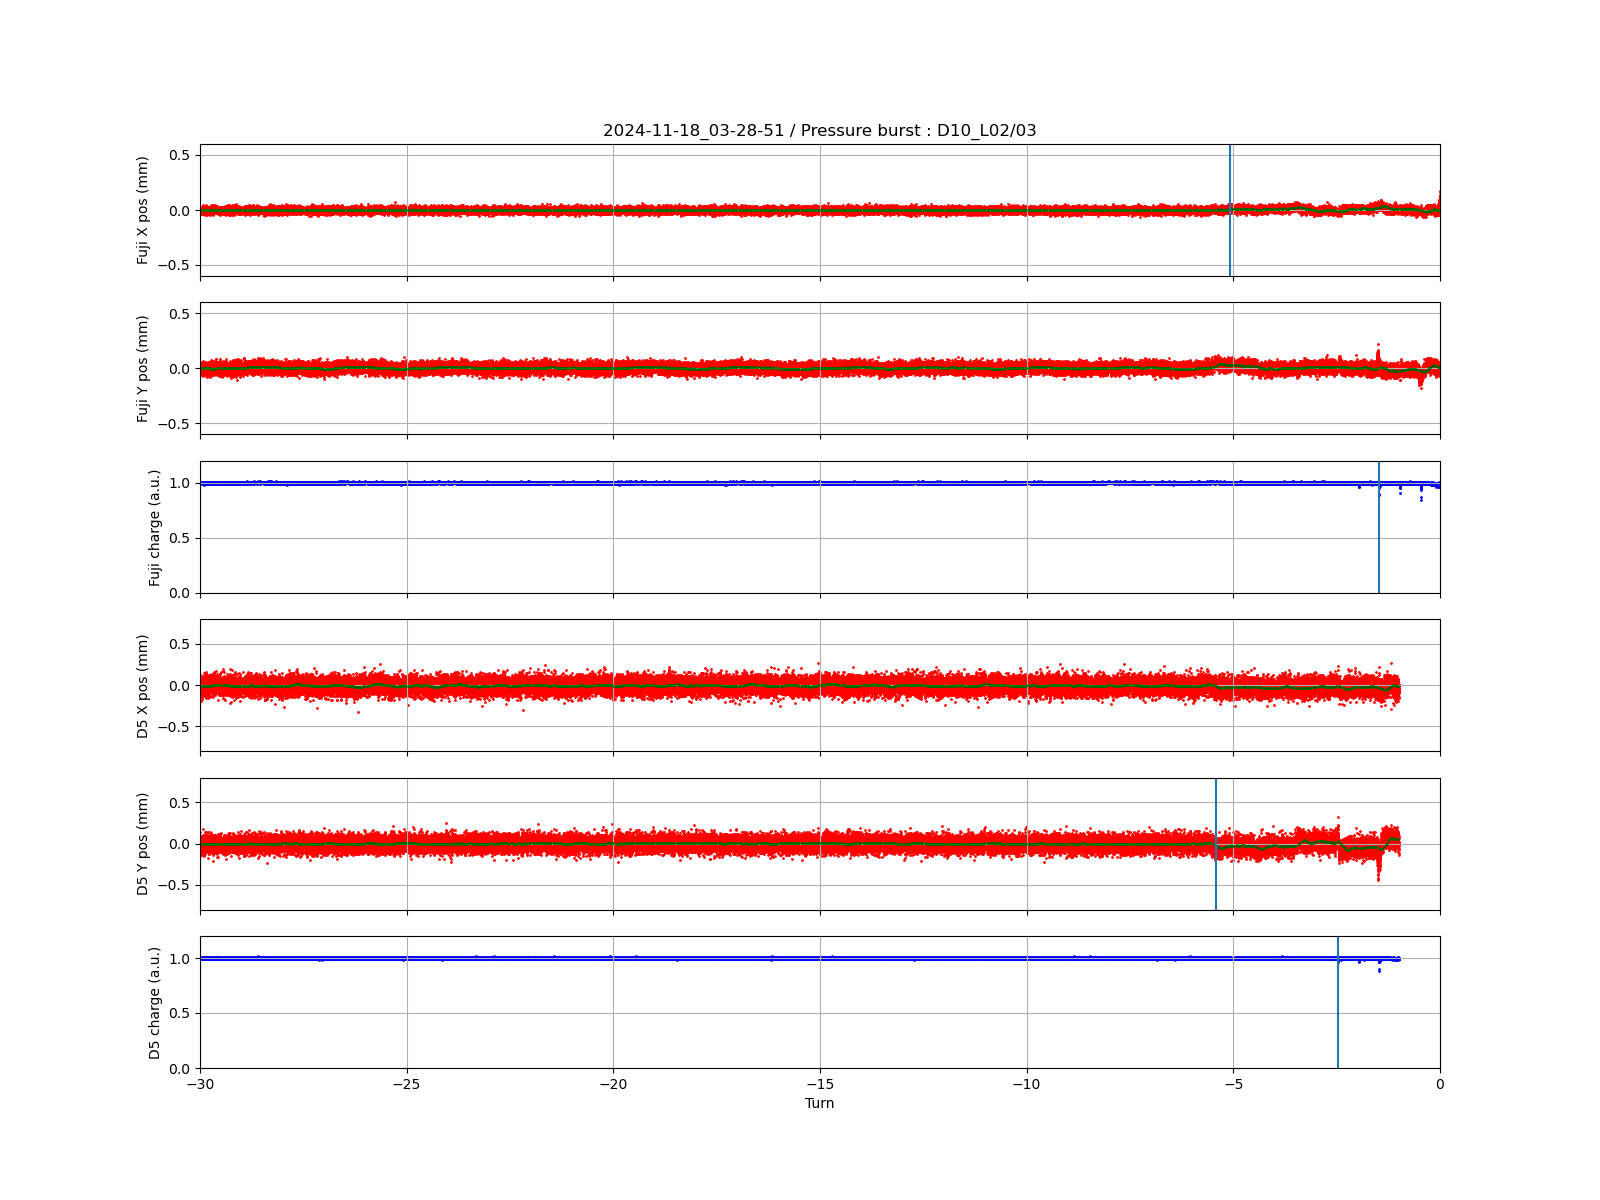 2024-11-18_03-28-51 / Pressure burst : D10_L02/03
0.5
0.0
−0.5
Fuji X pos (mm)
0.5
0.0
−0.5
Fuji Y pos (mm)
1.0
0.5
0.0
Fuji charge (a.u.)
0.5
0.0
−0.5
D5 X pos (mm)
0.5
0.0
−0.5
D5 Y pos (mm)
1.0
0.5
0.0
D5 charge (a.u.)
−30 −25 −20 −15 −10 −5 0
Turn